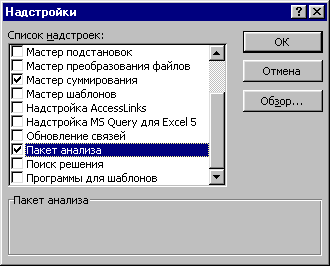 Надстройки
Список надстроек:
Мастер подстановок
Мастер преобразования файлов
Мастер суммирования
Мастер шаблонов
Надстройка AccessLinks
Надстройка MS Query для Excel 5
Обновление связей
Пакет анализа
Поиск решения
Программы для шаблонов
OK
Отмена
Обзор...
Пакет анализа